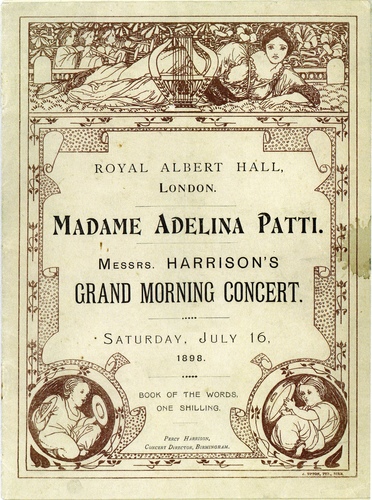 ROYAL ALBERT HALL,
LONDON.
MADAME ADELINA PATTI.
MESSRS. HARRISON'S
GRAND MORNING CONCERT.
SATURDAY, JULY 16,
1898.
BOOK OF THE WORDS,
ONE SHILLING.
PERCY HARRISON,
CONCERT DIRECTOR, BIRMINGHAM.